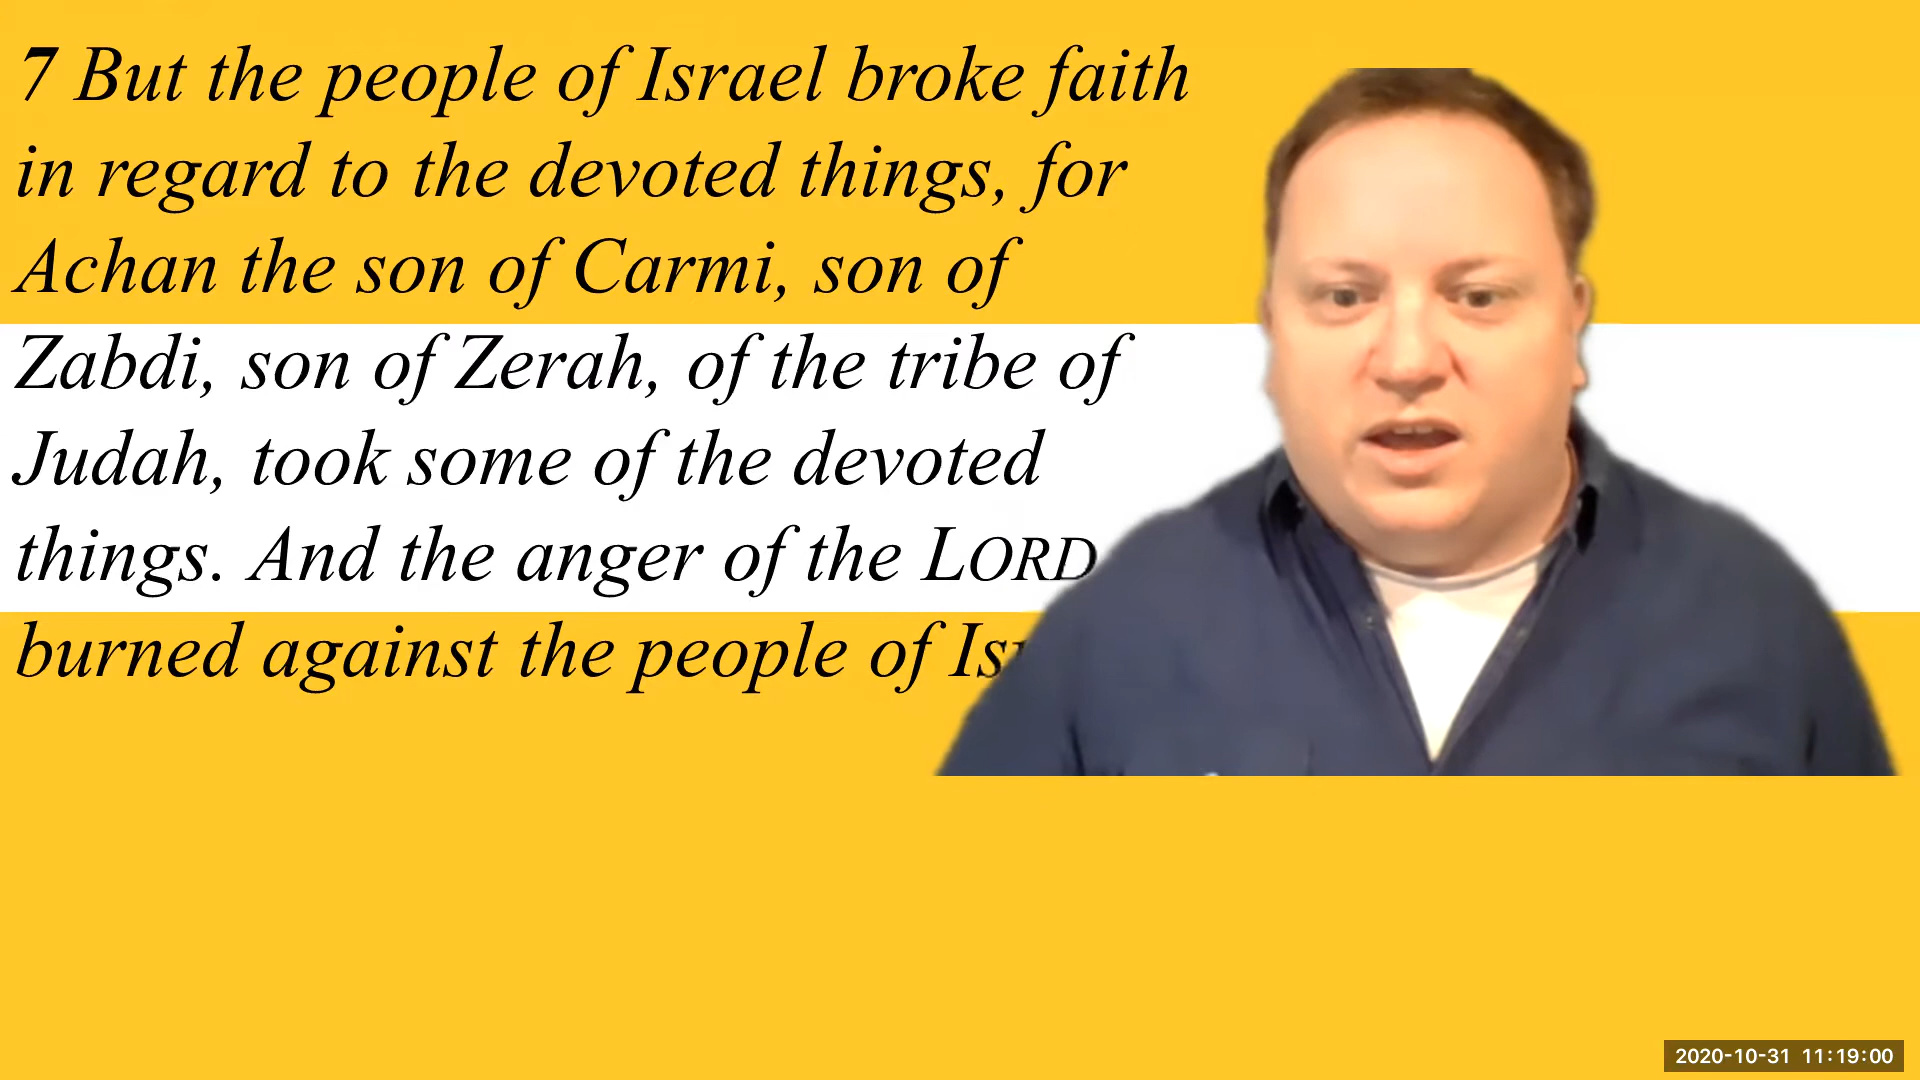 7 But the people of Israel broke faith
in regard to the devoted things, for
Achan the son of Carmi, son of
Zabdi, son of Zerah, of the tribe of
Judah, took some of the devoted
things. And the anger of the LORD
burned against the people of
2020-10-31 11:19:00